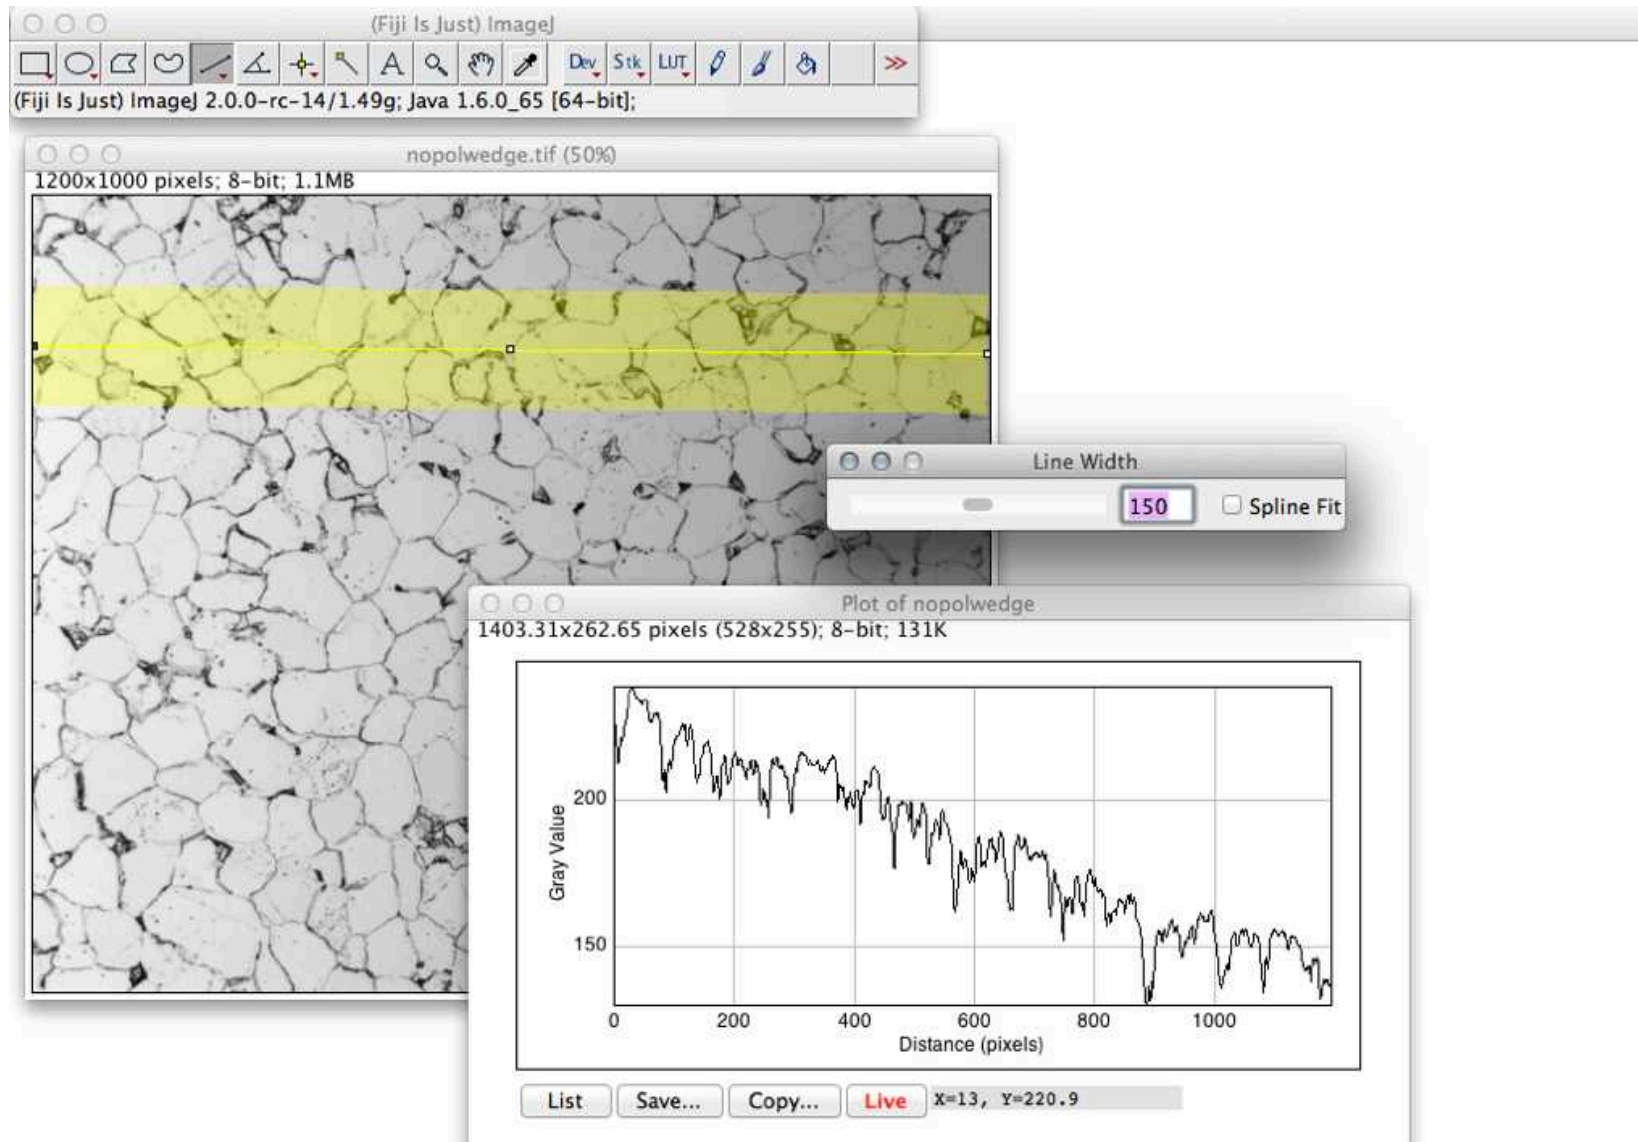 (Fiji Is Just) ImageJ
A
Dev Stk LUT >>
(Fiji Is Just) ImageJ 2.0.0-rc-14/1.49g; Java 1.6.0_65 [64-bit];
nopolwedge.tif (50%)
1200x1000 pixels; 8-bit; 1.1MB
Line Width
150 Spline Fit
Plot of nopolwedge
1403.31x262.65 pixels (528x255); 8-bit; 131K
Gray Value
200
150
0 200 400 600 800 1000
Distance (pixels)
List Save... Copy... Live X=13, Y=220.9